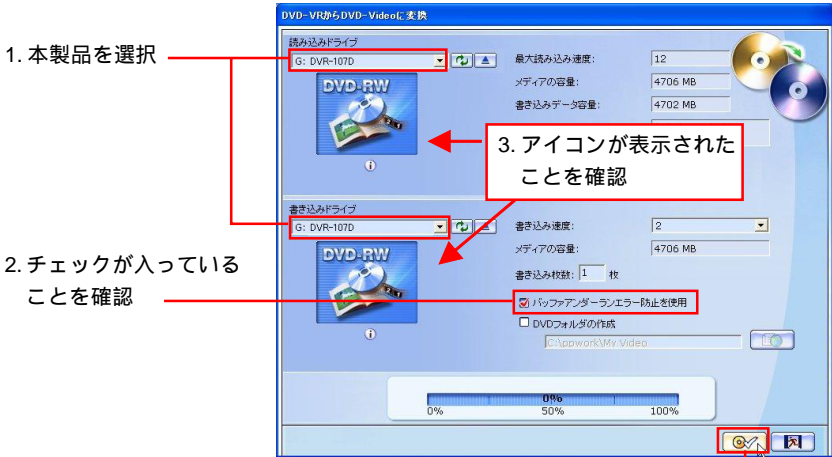 DVD-VRからDVD-Videoに変換
1. 本製品を選択
読み込みドライブ
G: DVR-107D
最大読み込み速度:
12
メディアの容量:
4706 MB
書き込みデータ容量:
4702 MB
DVD-RW
3. アイコンが表示された
ことを確認
書き込みドライブ
G: DVR-107D
書き込み速度:
2
メディアの容量:
4706 MB
DVD-RW
書き込み枚数: 1 枚
2. チェックが入っている
ことを確認
バッファアンダーランエラー防止を使用
DVDフォルダの作成
C:\ppwork\My Video
0%
0%
50%
100%